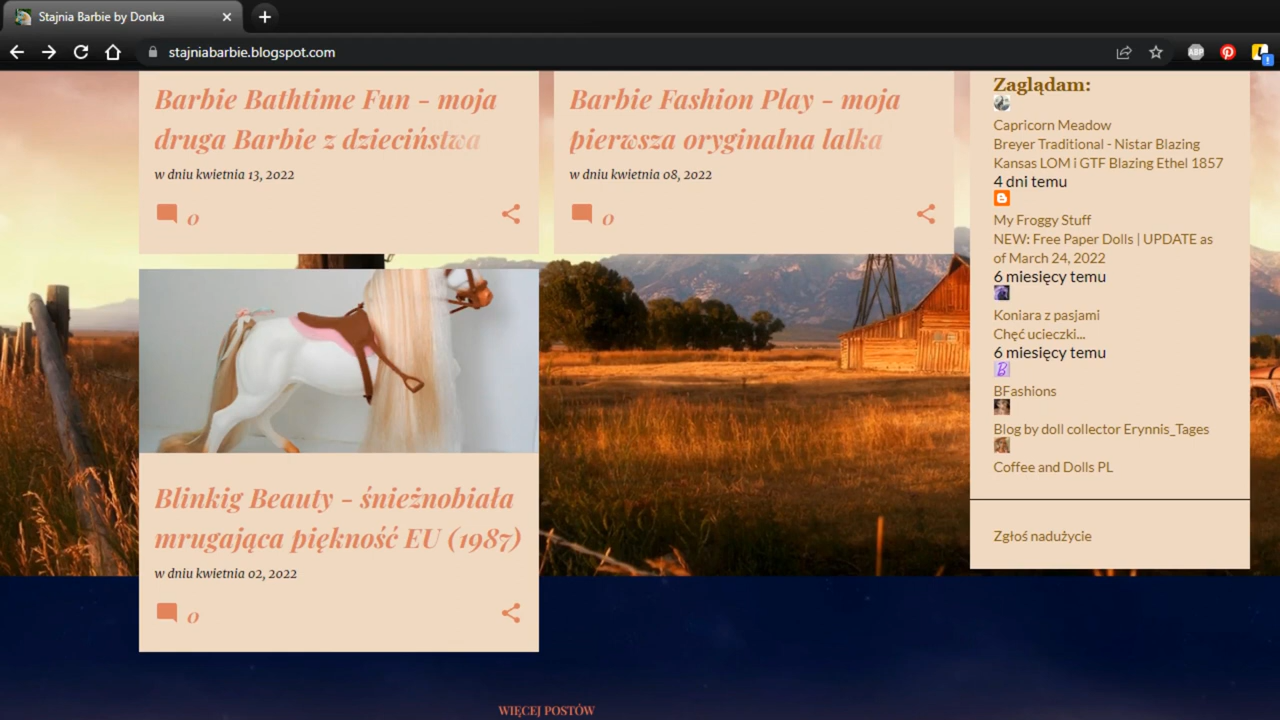 Stajnia Barbie by Donka
stajniabarbie.blogspot.com
ABP
Barbie Bathtime Fun - moja
druga Barbie z dzieciństwa
w dniu kwietnia 13, 2022
0
Barbie Fashion Play - moja
pierwsza oryginalna lalka
w dniu kwietnia 08, 2022
0
Blinkig Beauty - śnieżnobiała
mrugająca piękność EU (1987)
w dniu kwietnia 02, 2022
0
WIĘCEJ POSTÓW
Zaglądam:
Capricorn Meadow
Breyer Traditional - Nistar Blazing
Kansas LOM i GTF Blazing Ethel 1857
4 dni temu
My Froggy Stuff
NEW: Free Paper Dolls | UPDATE as
of March 24, 2022
6 miesięcy temu
Koniara z pasjami
Chęć ucieczki...
6 miesięcy temu
B
BFashions
Blog by doll collector Erynnis_Tages
Coffee and Dolls PL
Zgłoś nadużycie